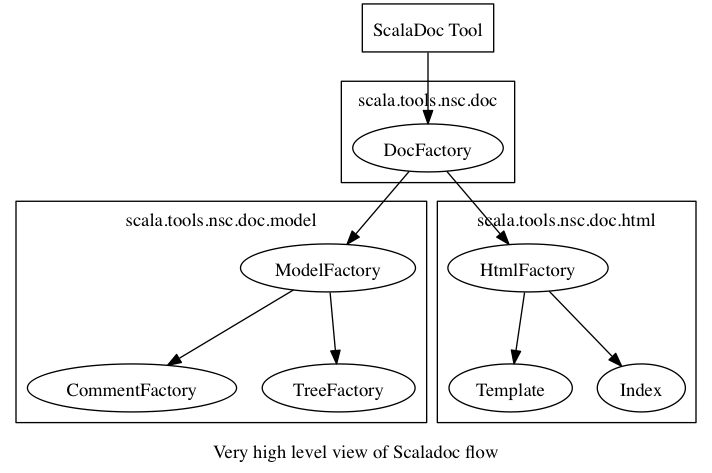 ScalaDoc Tool
scala.tools.nsc.doc
DocFactory
scala.tools.nsc.doc.model
scala.tools.nsc.doc.html
ModelFactory
HtmlFactory
CommentFactory
TreeFactory
Template
Index
Very high level view of Scaladoc flow